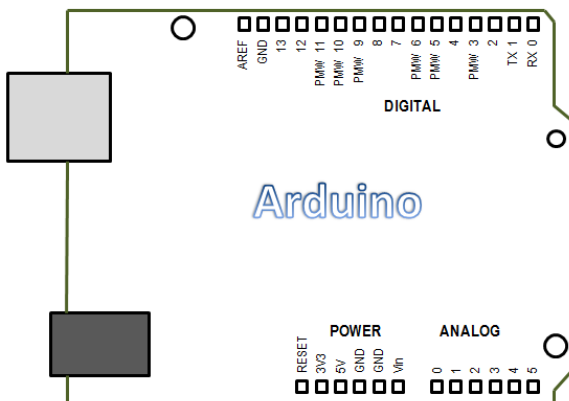 AREF
GND
13
12
PMW 11
PMW 10
PMW 9
8
7
PMW 6
PMW 5
4
PMW 3
2
TX 1
RX 0
DIGITAL
Arduino
POWER
ANALOG
RESET
3V3
5V
GND
GND
Vin
0
1
2
3
4
5